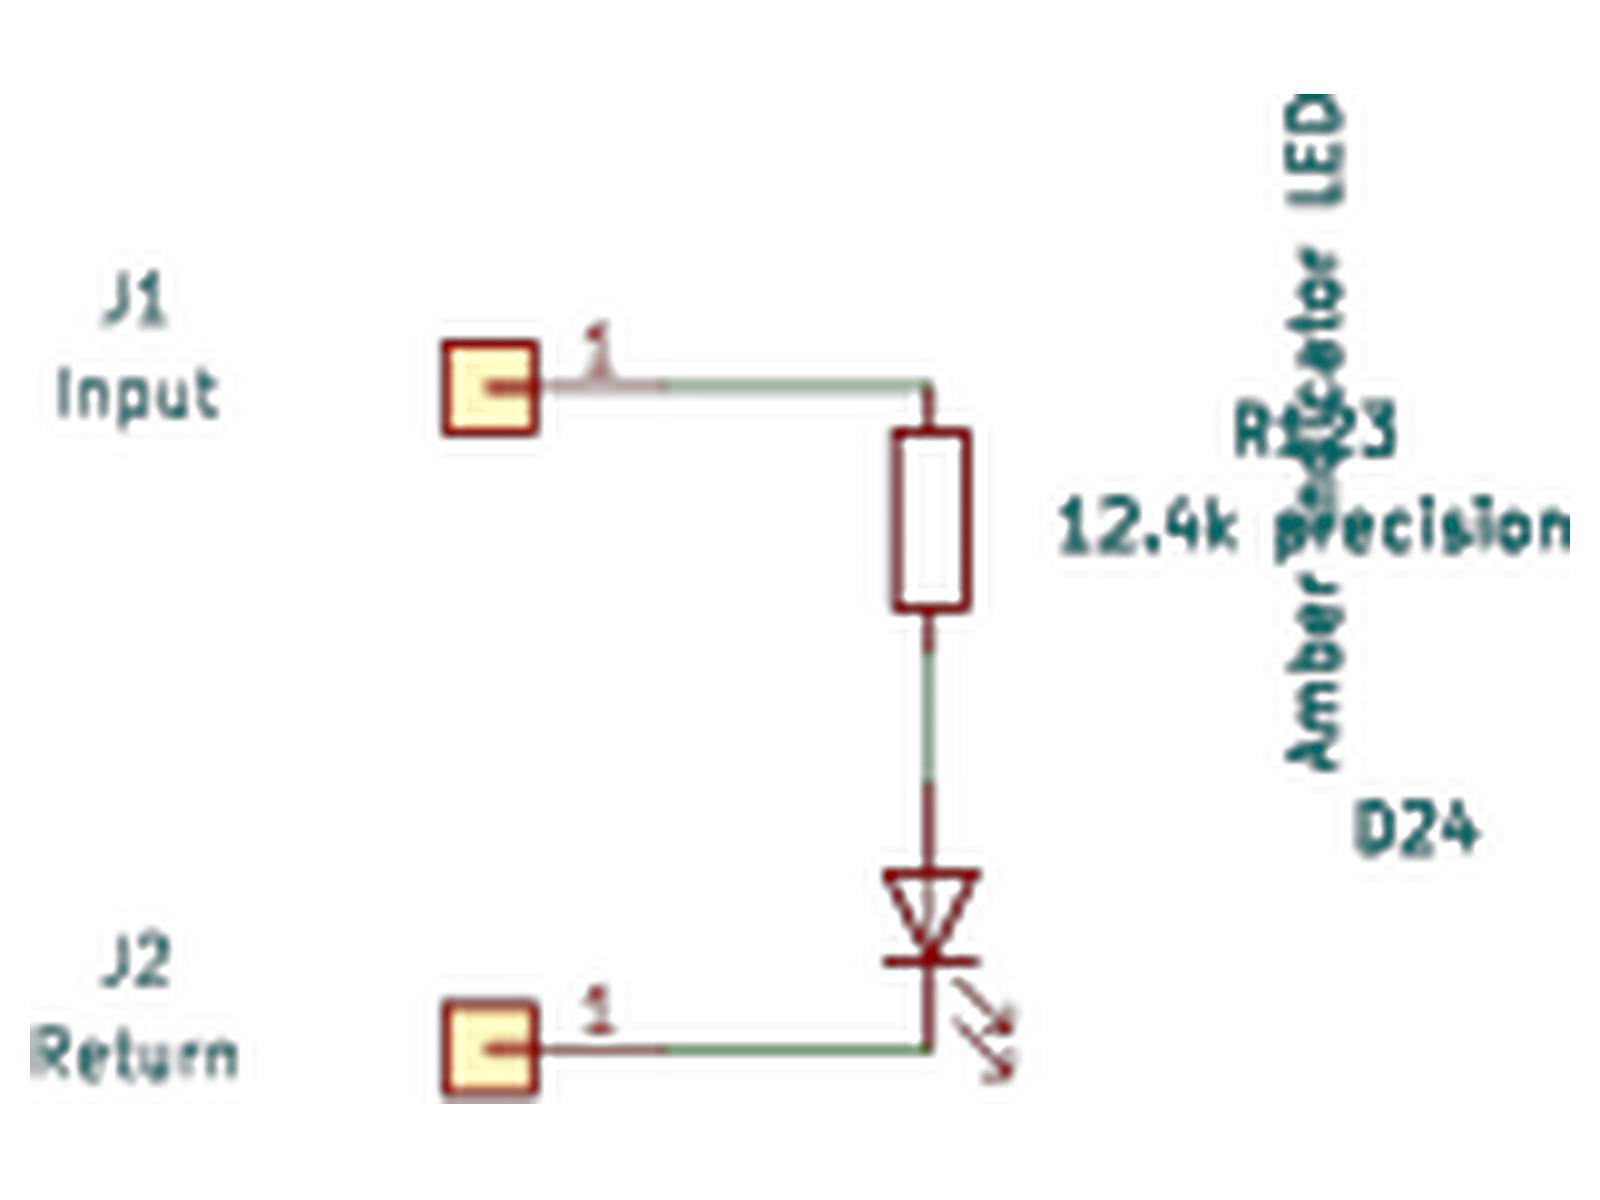 J1
Input
1
R123
12.4k precision
Amber Indicator LED
D24
J2
Return
1